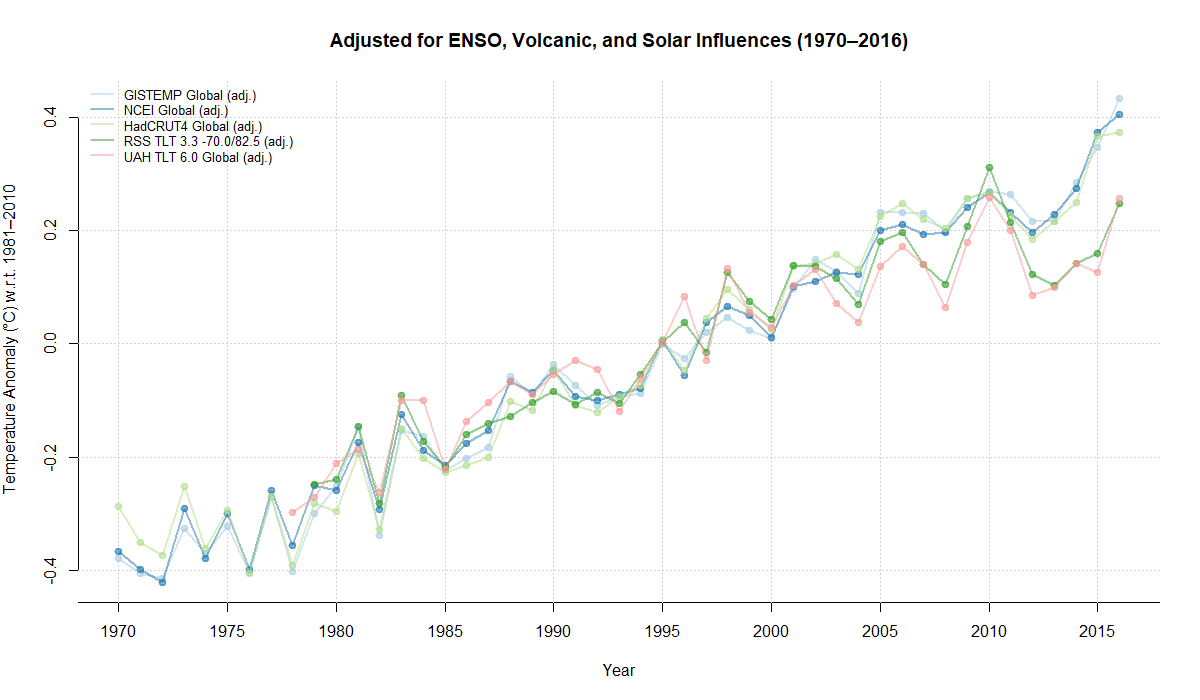 Adjusted for ENSO, Volcanic, and Solar Influences (1970–2016)
GISTEMP Global (adj.)
NCEI Global (adj.)
HadCRUT4 Global (adj.)
RSS TLT 3.3 -70.0/82.5 (adj.)
UAH TLT 6.0 Global (adj.)
Temperature Anomaly (°C) w.r.t. 1981–2010
0.4
0.2
0.0
-0.2
-0.4
1970 1975 1980 1985 1990 1995 2000 2005 2010 2015
Year